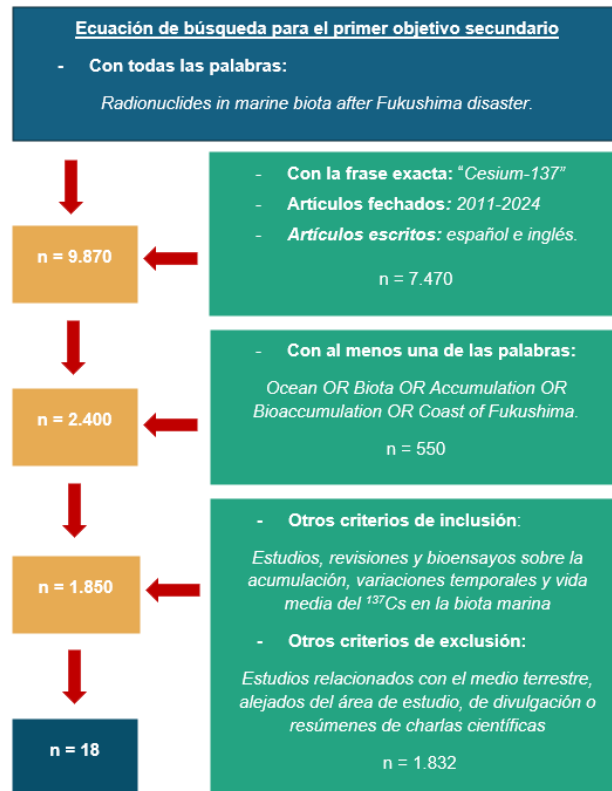 Ecuación de búsqueda para el primer objetivo secundario
- Con todas las palabras:
Radionuclides in marine biota after Fukushima disaster.
- Con la frase exacta: “Cesium-137”
- Artículos fechados: 2011-2024
- Artículos escritos: español e inglés.
n = 7.470
n = 9.870
- Con al menos una de las palabras:
Ocean OR Biota OR Accumulation OR
Bioaccumulation OR Coast of Fukushima.
n = 550
n = 2.400
- Otros criterios de inclusión:
Estudios, revisiones y bioensayos sobre la
acumulación, variaciones temporales y vida
media del ¹³⁷Cs en la biota marina
- Otros criterios de exclusión:
Estudios relacionados con el medio terrestre,
alejados del área de estudio, de divulgación o
resúmenes de charlas científicas
n = 1.832
n = 1.850
n = 18